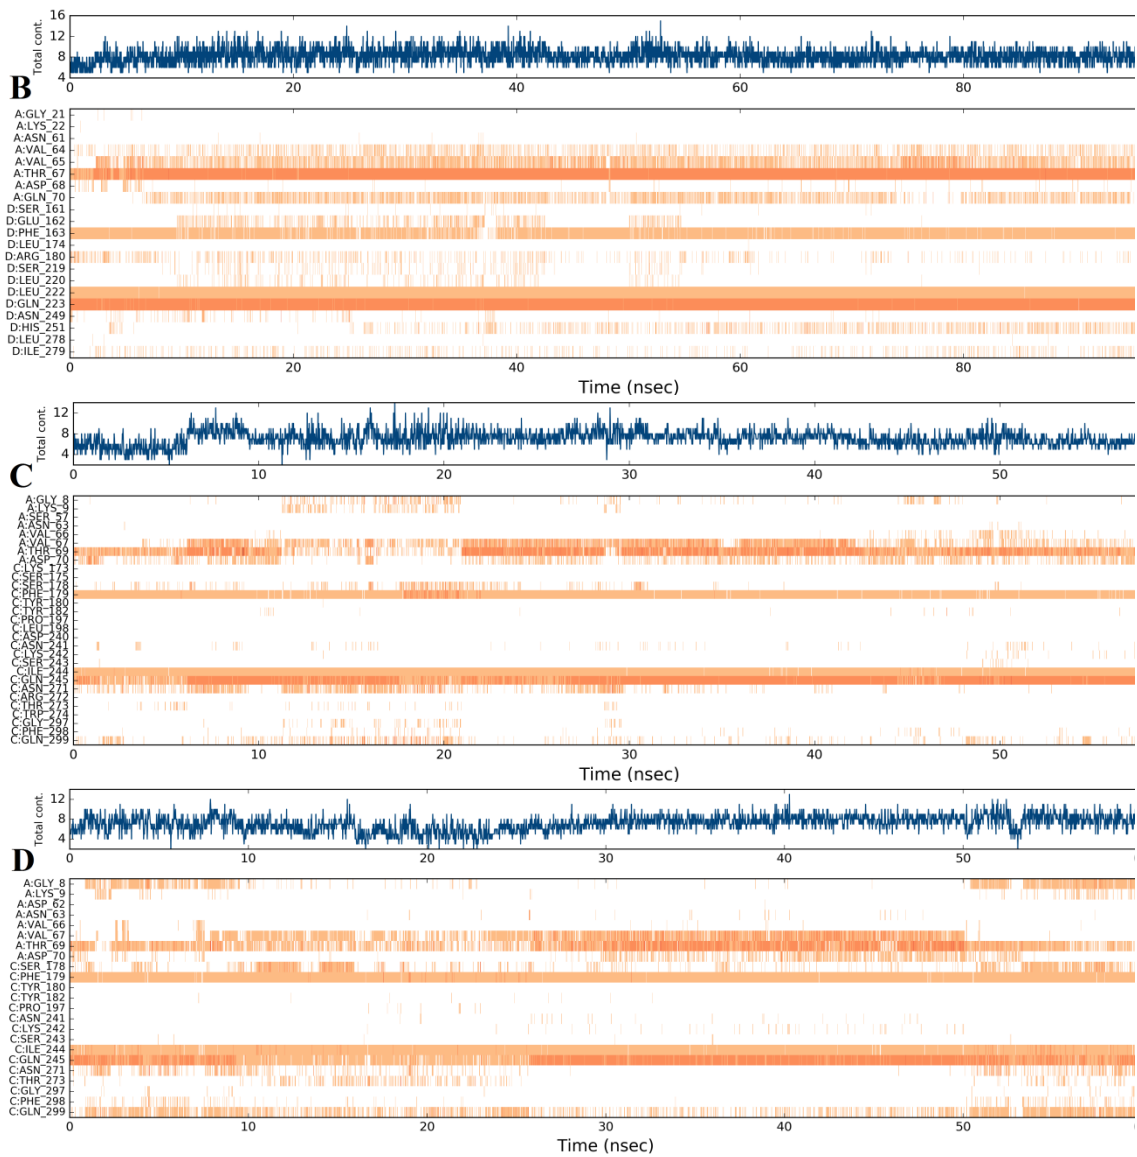 16
12
8
4
Total cont.
0
20
40
60
80
B
A:GLY_21
A:LYS_22
A:ASN_61
A:VAL_64
A:VAL_65
A:THR_67
A:ASP_68
A:GLN_70
D:SER_161
D:GLU_162
D:PHE_163
D:LEU_174
D:ARG_180
D:SER_219
D:LEU_220
D:LEU_222
D:GLN_223
D:ASN_249
D:HIS_251
D:LEU_278
D:ILE_279
0
20
40
60
80
Time (nsec)
12
8
4
Total cont.
0
10
20
30
40
50
C
A:GLY_8
A:LYS_9
A:SER_57
A:ASN_63
A:VAL_66
A:VAL_67
A:THR_69
A:ASP_70
C:LYS_173
C:SER_175
C:SER_178
C:PHE_179
C:TYR_180
C:TYR_182
C:PRO_197
C:LEU_198
C:ASP_240
C:ASN_241
C:LYS_242
C:SER_243
C:ILE_244
C:GLN_245
C:ASN_271
C:ARG_272
C:THR_273
C:TRP_274
C:GLY_297
C:PHE_298
C:GLN_299
0
10
20
30
40
50
Time (nsec)
12
8
4
Total cont.
0
10
20
30
40
50
D
A:GLY_8
A:LYS_9
A:ASP_62
A:ASN_63
A:VAL_66
A:VAL_67
A:THR_69
A:ASP_70
C:SER_178
C:PHE_179
C:TYR_180
C:TYR_182
C:PRO_197
C:ASN_241
C:LYS_242
C:SER_243
C:ILE_244
C:GLN_245
C:ASN_271
C:THR_273
C:GLY_297
C:PHE_298
C:GLN_299
0
10
20
30
40
50
Time (nsec)